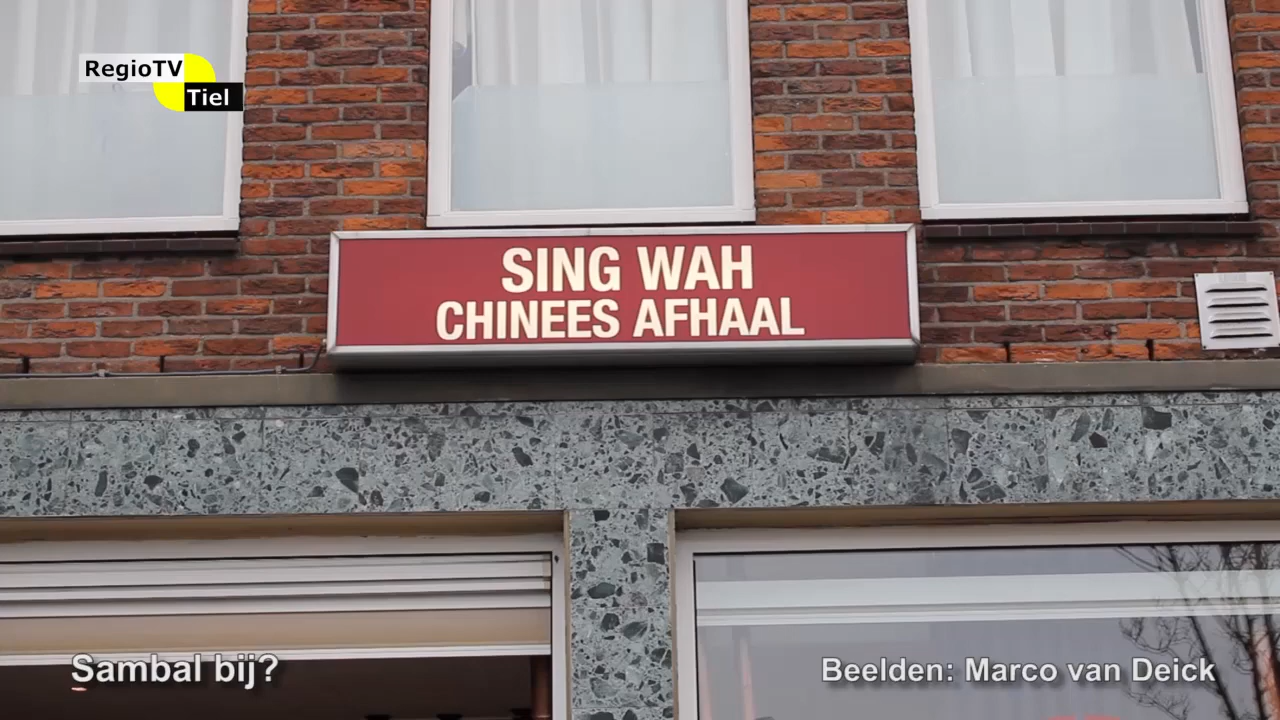 RegioTV
Tiel
SING WAH
CHINEES AFHAAL
Sambal bij?
Beelden: Marco van Deick